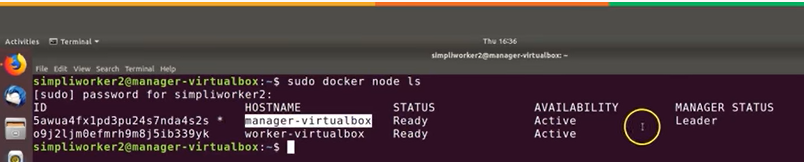 Activities Terminal Thu 16:36
simpliworker2@manager-virtualbox: ~
File Edit View Search Terminal Help
simpliworker2@manager-virtualbox:~$ sudo docker node ls
[sudo] password for simpliworker2:
ID HOSTNAME STATUS AVAILABILITY MANAGER STATUS
5awua4fx1pd3pu24s7nda4s2s * manager-virtualbox Ready Active Leader
o9j2ljm0efmrh9m8j5ib339yk worker-virtualbox Ready Active
simpliworker2@manager-virtualbox:~$